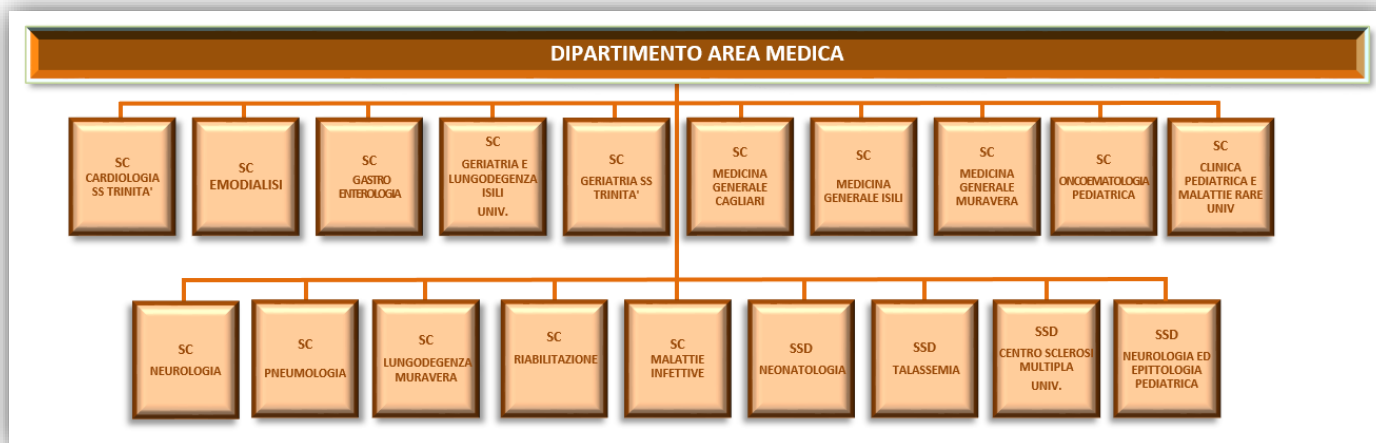 DIPARTIMENTO AREA MEDICA
SC
CARDIOLOGIA
SS TRINITA'
SC
EMODIALISI
SC
GASTRO
ENTEROLOGIA
SC
GERIATRIA E
LUNGODEGENZA
ISILI
UNIV.
SC
GERIATRIA SS
TRINITA'
SC
MEDICINA
GENERALE
CAGLIARI
SC
MEDICINA
GENERALE ISILI
SC
MEDICINA
GENERALE
MURAVERA
SC
ONCOEMATOLOGIA
PEDIATRICA
SC
CLINICA
PEDIATRICA E
MALATTIE RARE
UNIV
SC
NEUROLOGIA
SC
PNEUMOLOGIA
SC
LUNGODEGENZA
MURAVERA
SC
RIABILITAZIONE
SC
MALATTIE
INFETTIVE
SSD
NEONATOLOGIA
SSD
TALASSEMIA
SSD
CENTRO SCLEROSI
MULTIPLA
UNIV.
SSD
NEUROLOGIA ED
EPITTOLOGIA
PEDIATRICA